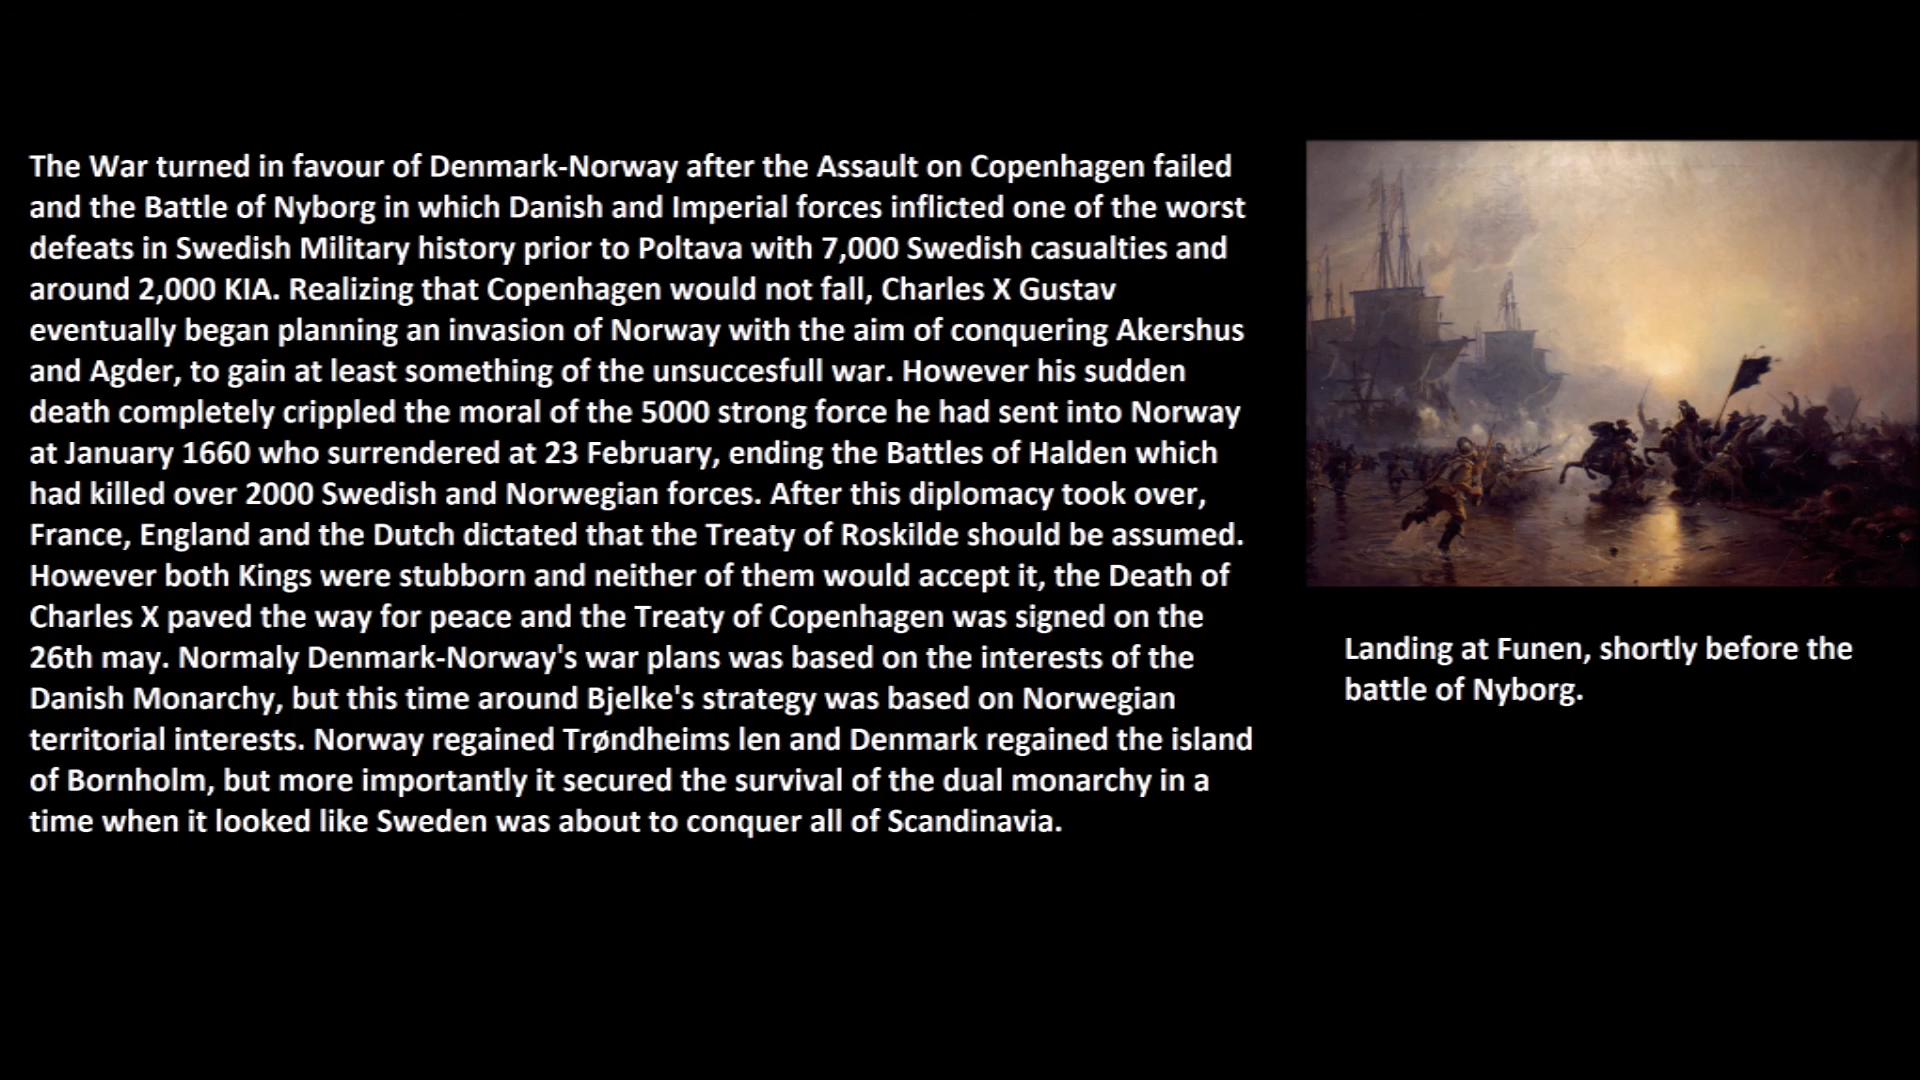 The War turned in favour of Denmark-Norway after the Assault on Copenhagen failed
and the Battle of Nyborg in which Danish and Imperial forces inflicted one of the worst
defeats in Swedish Military history prior to Poltava with 7,000 Swedish casualties and
around 2,000 KIA. Realizing that Copenhagen would not fall, Charles X Gustav
eventually began planning an invasion of Norway with the aim of conquering Akershus
and Agder, to gain at least something of the unsuccesfull war. However his sudden
death completely crippled the moral of the 5000 strong force he had sent into Norway
at January 1660 who surrendered at 23 February, ending the Battles of Halden which
had killed over 2000 Swedish and Norwegian forces. After this diplomacy took over,
France, England and the Dutch dictated that the Treaty of Roskilde should be assumed.
However both Kings were stubborn and neither of them would accept it, the Death of
Charles X paved the way for peace and the Treaty of Copenhagen was signed on the
26th may. Normaly Denmark-Norway's war plans was based on the interests of the
Danish Monarchy, but this time around Bjelke's strategy was based on Norwegian
territorial interests. Norway regained Trøndheims len and Denmark regained the island
of Bornholm, but more importantly it secured the survival of the dual monarchy in a
time when it looked like Sweden was about to conquer all of Scandinavia.
Landing at Funen, shortly before the
battle of Nyborg.